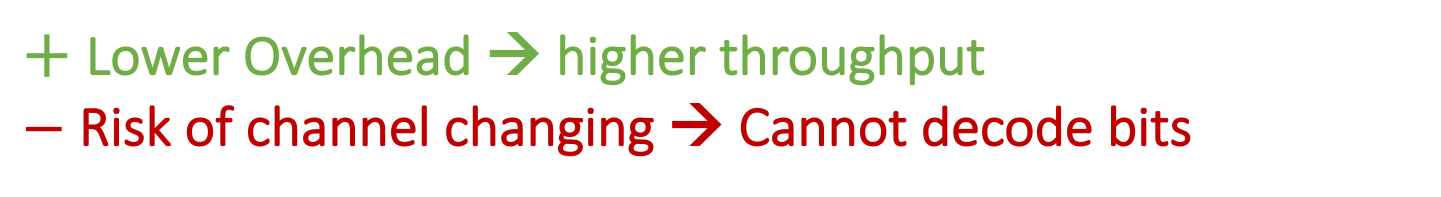 + Lower Overhead → higher throughput
− Risk of channel changing → Cannot decode bits